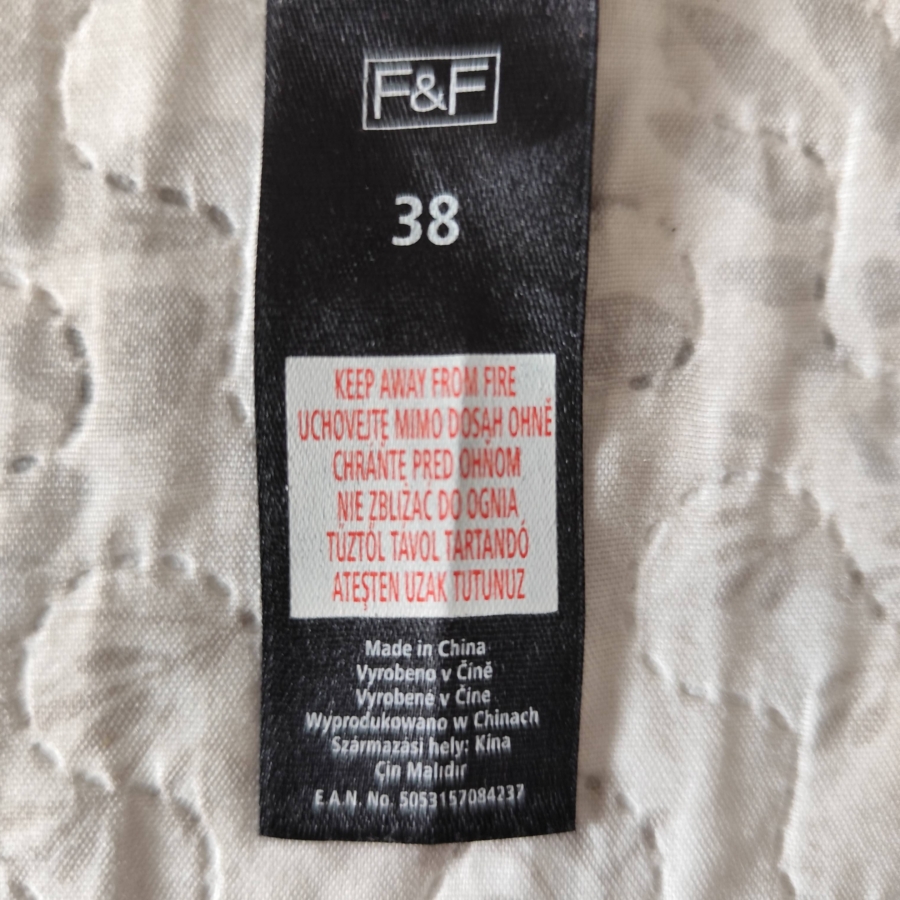 F&F
38
KEEP AWAY FROM FIRE
UCHOVEJTE MIMO DOSAH OHNĚ
CHRÁŇTE PRED OHŇOM
NIE ZBLIŻAĆ DO OGNIA
TŰZTŐL TÁVOL TARTANDÓ
ATEŞTEN UZAK TUTUNUZ
Made in China
Vyrobeno v Číně
Vyrobené v Číne
Wyprodukowano w Chinach
Származási hely: Kína
Çin Malıdır
E.A.N. No. 5053157084237